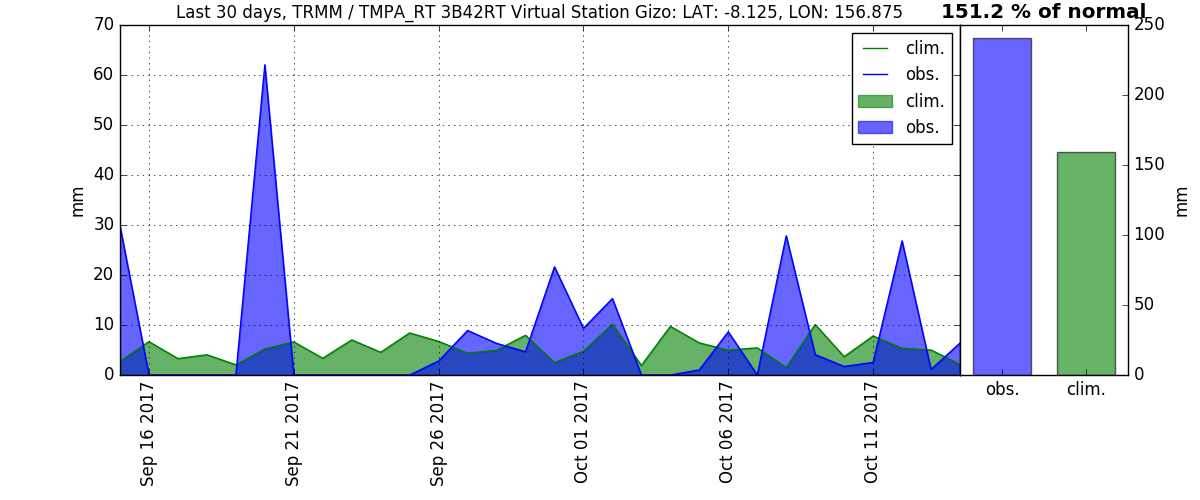 Last 30 days, TRMM / TMPA_RT 3B42RT Virtual Station Gizo: LAT: -8.125, LON: 156.875
151.2 % of normal
70
60
50
40
30
20
10
0
mm
clim.
obs.
clim.
obs.
Sep 16 2017
Sep 21 2017
Sep 26 2017
Oct 01 2017
Oct 06 2017
Oct 11 2017
250
200
150
100
50
0
mm
obs.
clim.